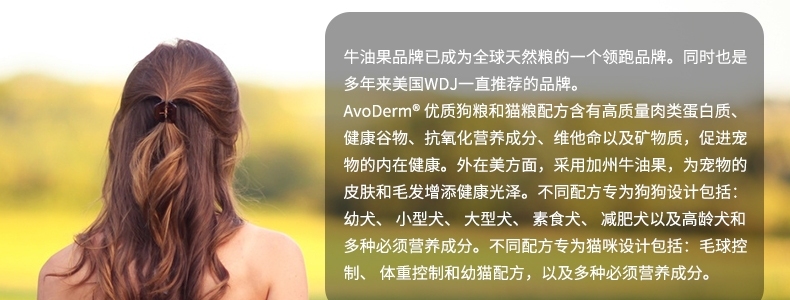 牛油果品牌已成为全球天然粮的一个领跑品牌。同时也是
多年来美国WDJ一直推荐的品牌。
AvoDerm® 优质狗粮和猫粮配方含有高质量肉类蛋白质、
健康谷物、抗氧化营养成分、维他命以及矿物质，促进宠
物的内在健康。外在美方面，采用加州牛油果，为宠物的
皮肤和毛发增添健康光泽。不同配方专为狗狗设计包括：
幼犬、 小型犬、 大型犬、 素食犬、 减肥犬以及高龄犬和
多种必须营养成分。不同配方专为猫咪设计包括：毛球控
制、 体重控制和幼猫配方，以及多种必须营养成分。